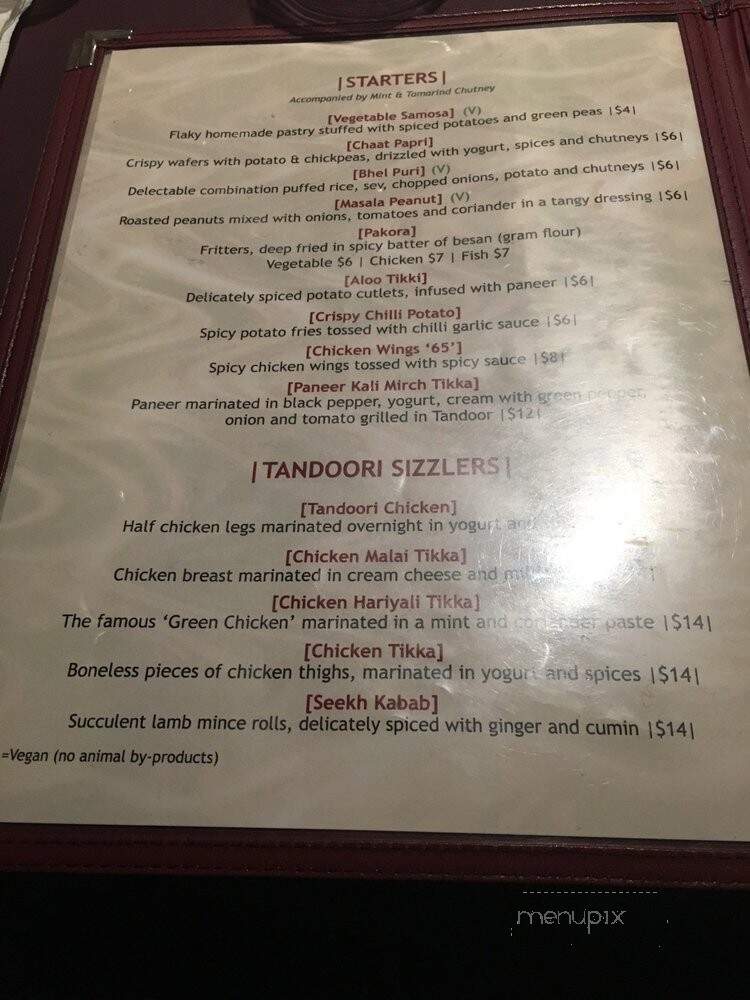 |STARTERS|
Accompanied by Mint & Tamarind Chutney
[Vegetable Samosa] (V)
Flaky homemade pastry stuffed with spiced potatoes and green peas |$4|
[Chaat Papri]
Crispy wafers with potato & chickpeas, drizzled with yogurt, spices and chutneys |$6|
[Bhel Puri] (V)
Delectable combination puffed rice, sev, chopped onions, potato and chutneys |$6|
[Masala Peanut] (V)
Roasted peanuts mixed with onions, tomatoes and coriander in a tangy dressing |$6|
[Pakora]
Fritters, deep fried in spicy batter of besan (gram flour)
Vegetable $6 | Chicken $7 | Fish $7
[Aloo Tikki]
Delicately spiced potato cutlets, infused with paneer |$6|
[Crispy Chilli Potato]
Spicy potato fries tossed with chilli garlic sauce |$6|
[Chicken Wings ‘65’]
Spicy chicken wings tossed with spicy sauce |$8|
[Paneer Kali Mirch Tikka]
Paneer marinated in black pepper, yogurt, cream with green pepper,
onion and tomato grilled in Tandoor |$12|
|TANDOORI SIZZLERS|
[Tandoori Chicken]
Half chicken legs marinated overnight in yogurt and
[Chicken Malai Tikka]
Chicken breast marinated in cream cheese and
[Chicken Hariyali Tikka]
The famous ‘Green Chicken’ marinated in a mint and coriander paste |$14|
[Chicken Tikka]
Boneless pieces of chicken thighs, marinated in yogurt and spices |$14|
[Seekh Kabab]
Succulent lamb mince rolls, delicately spiced with ginger and cumin |$14|
=Vegan (no animal by-products)
menupix